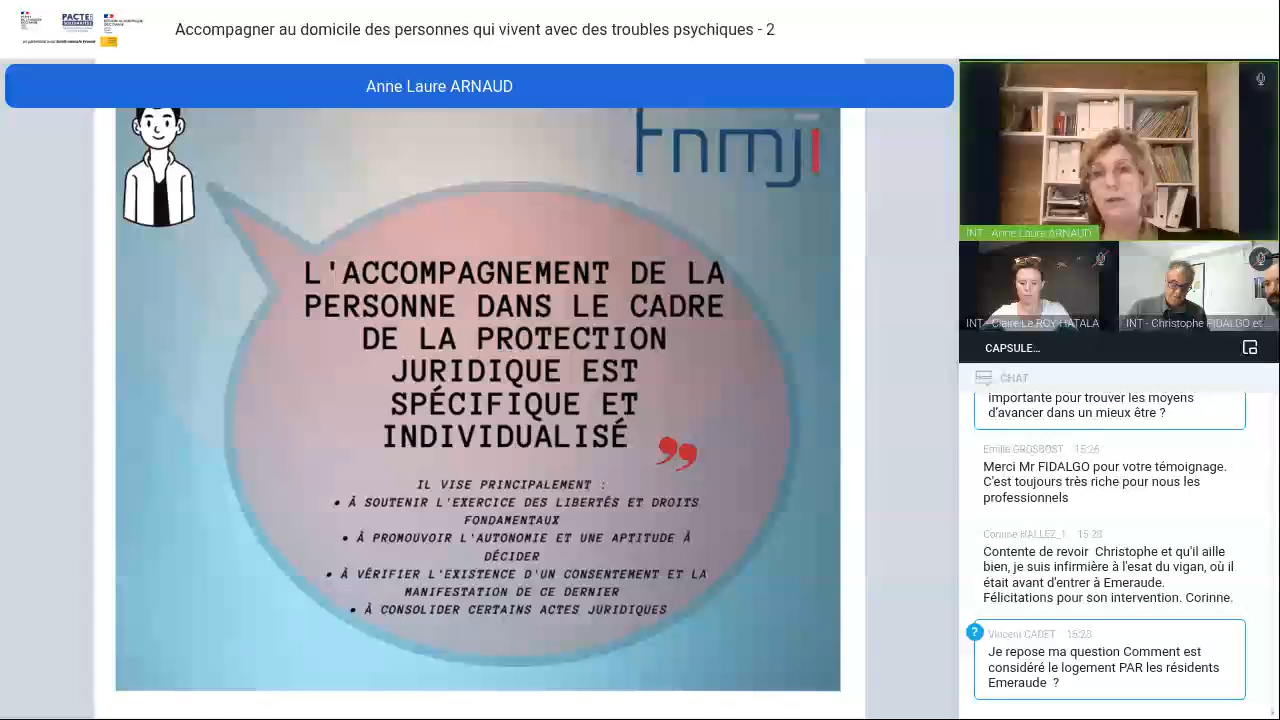 PACTE
SOLIDARITÉS
Accompagner au domicile des personnes qui vivent avec des troubles psychiques - 2
Anne Laure ARNAUD
fnmji
L'ACCOMPAGNEMENT DE LA
PERSONNE DANS LE CADRE
DE LA PROTECTION
JURIDIQUE EST
SPÉCIFIQUE ET
INDIVIDUALISÉ
IL VISE PRINCIPALEMENT :
• À SOUTENIR L'EXERCICE DES LIBERTÉS ET DROITS
FONDAMENTAUX
• À PROMOUVOIR L'AUTONOMIE ET UNE APTITUDE À
DÉCIDER
• À VÉRIFIER L'EXISTENCE D'UN CONSENTEMENT ET LA
MANIFESTATION DE CE DERNIER
• À CONSOLIDER CERTAINS ACTES JURIDIQUES
INT - Anne Laure ARNAUD
INT - Claire Le ROY HATALA
INT - Christophe FIDALGO et
CAPSULE...
CHAT
importante pour trouver les moyens
d'avancer dans un mieux être ?
Emilie GROSBOST 15:26
Merci Mr FIDALGO pour votre témoignage.
C'est toujours très riche pour nous les
professionnels
Corinne HALLEZ_1 15:28
Contente de revoir Christophe et qu'il aille
bien, je suis infirmière à l'esat du vigan, où il
était avant d'entrer à Emeraude.
Félicitations pour son intervention. Corinne.
?
Vincent CADET 15:28
Je repose ma question Comment est
considéré le logement PAR les résidents
Emeraude ?